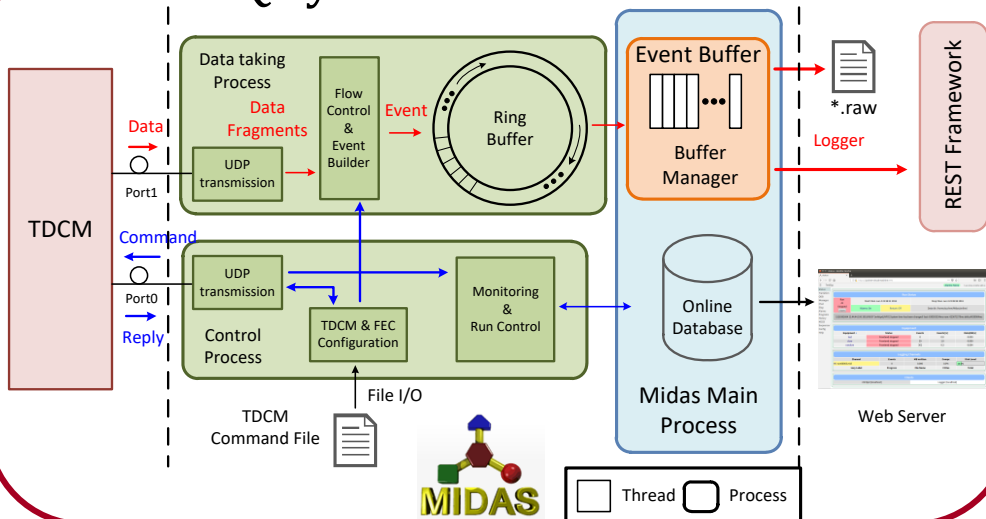 Data taking
Process
Data
Fragments
Flow
Control
&
Event
Builder
Event
Ring
Buffer
UDP
transmission
Data
Port1
TDCM
Command
Port0
Reply
UDP
transmission
Control
Process
TDCM & FEC
Configuration
Monitoring
&
Run Control
File I/O
TDCM
Command File
MIDAS
Event Buffer
Buffer
Manager
Online
Database
Midas Main
Process
*.raw
Logger
REST Framework
Web Server
Thread
Process